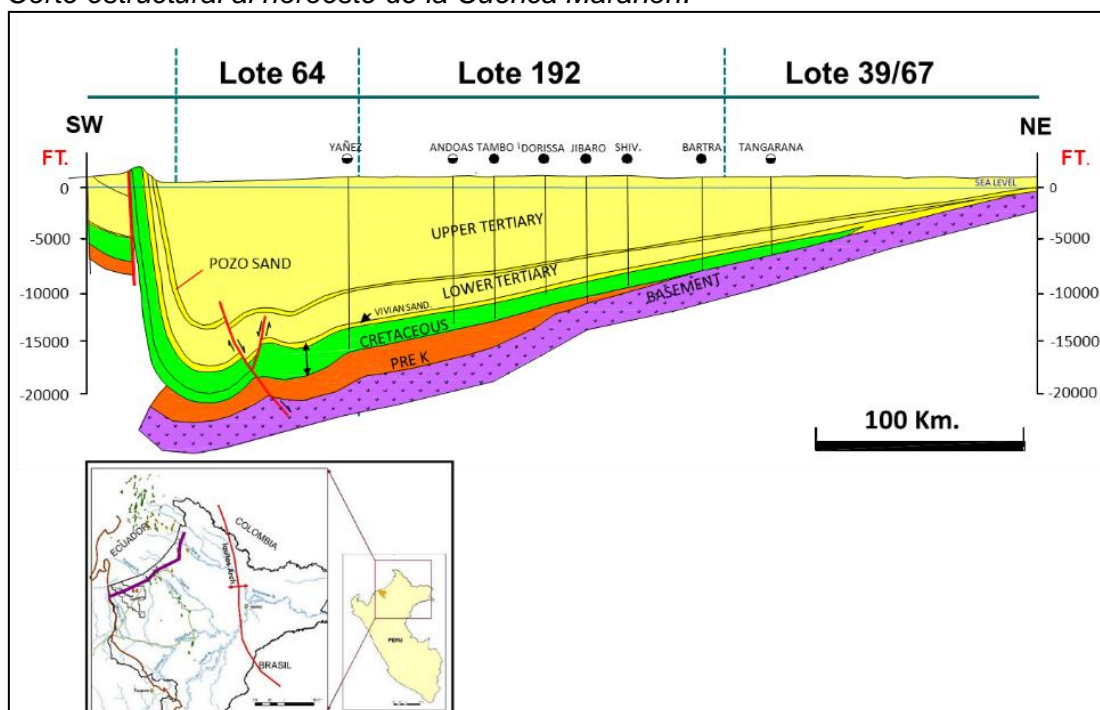 Corte estructural al noroeste de la Cuenca Marañón.
Lote 64
Lote 192
Lote 39/67
SW
NE
FT.
FT.
YAÑEZ
ANDOAS
TAMBO
DORISSA
JIBARO
SHIV.
BARTRA
TANGARANA
SEA LEVEL
0
-5000
-10000
-15000
-20000
0
-5000
-10000
-15000
-20000
UPPER TERTIARY
POZO SAND
LOWER TERTIARY
VIVIAN SAND.
CRETACEOUS
BASEMENT
PRE K
100 Km.
ECUADOR
COLOMBIA
Iquitos Arch
BRASIL
PERU